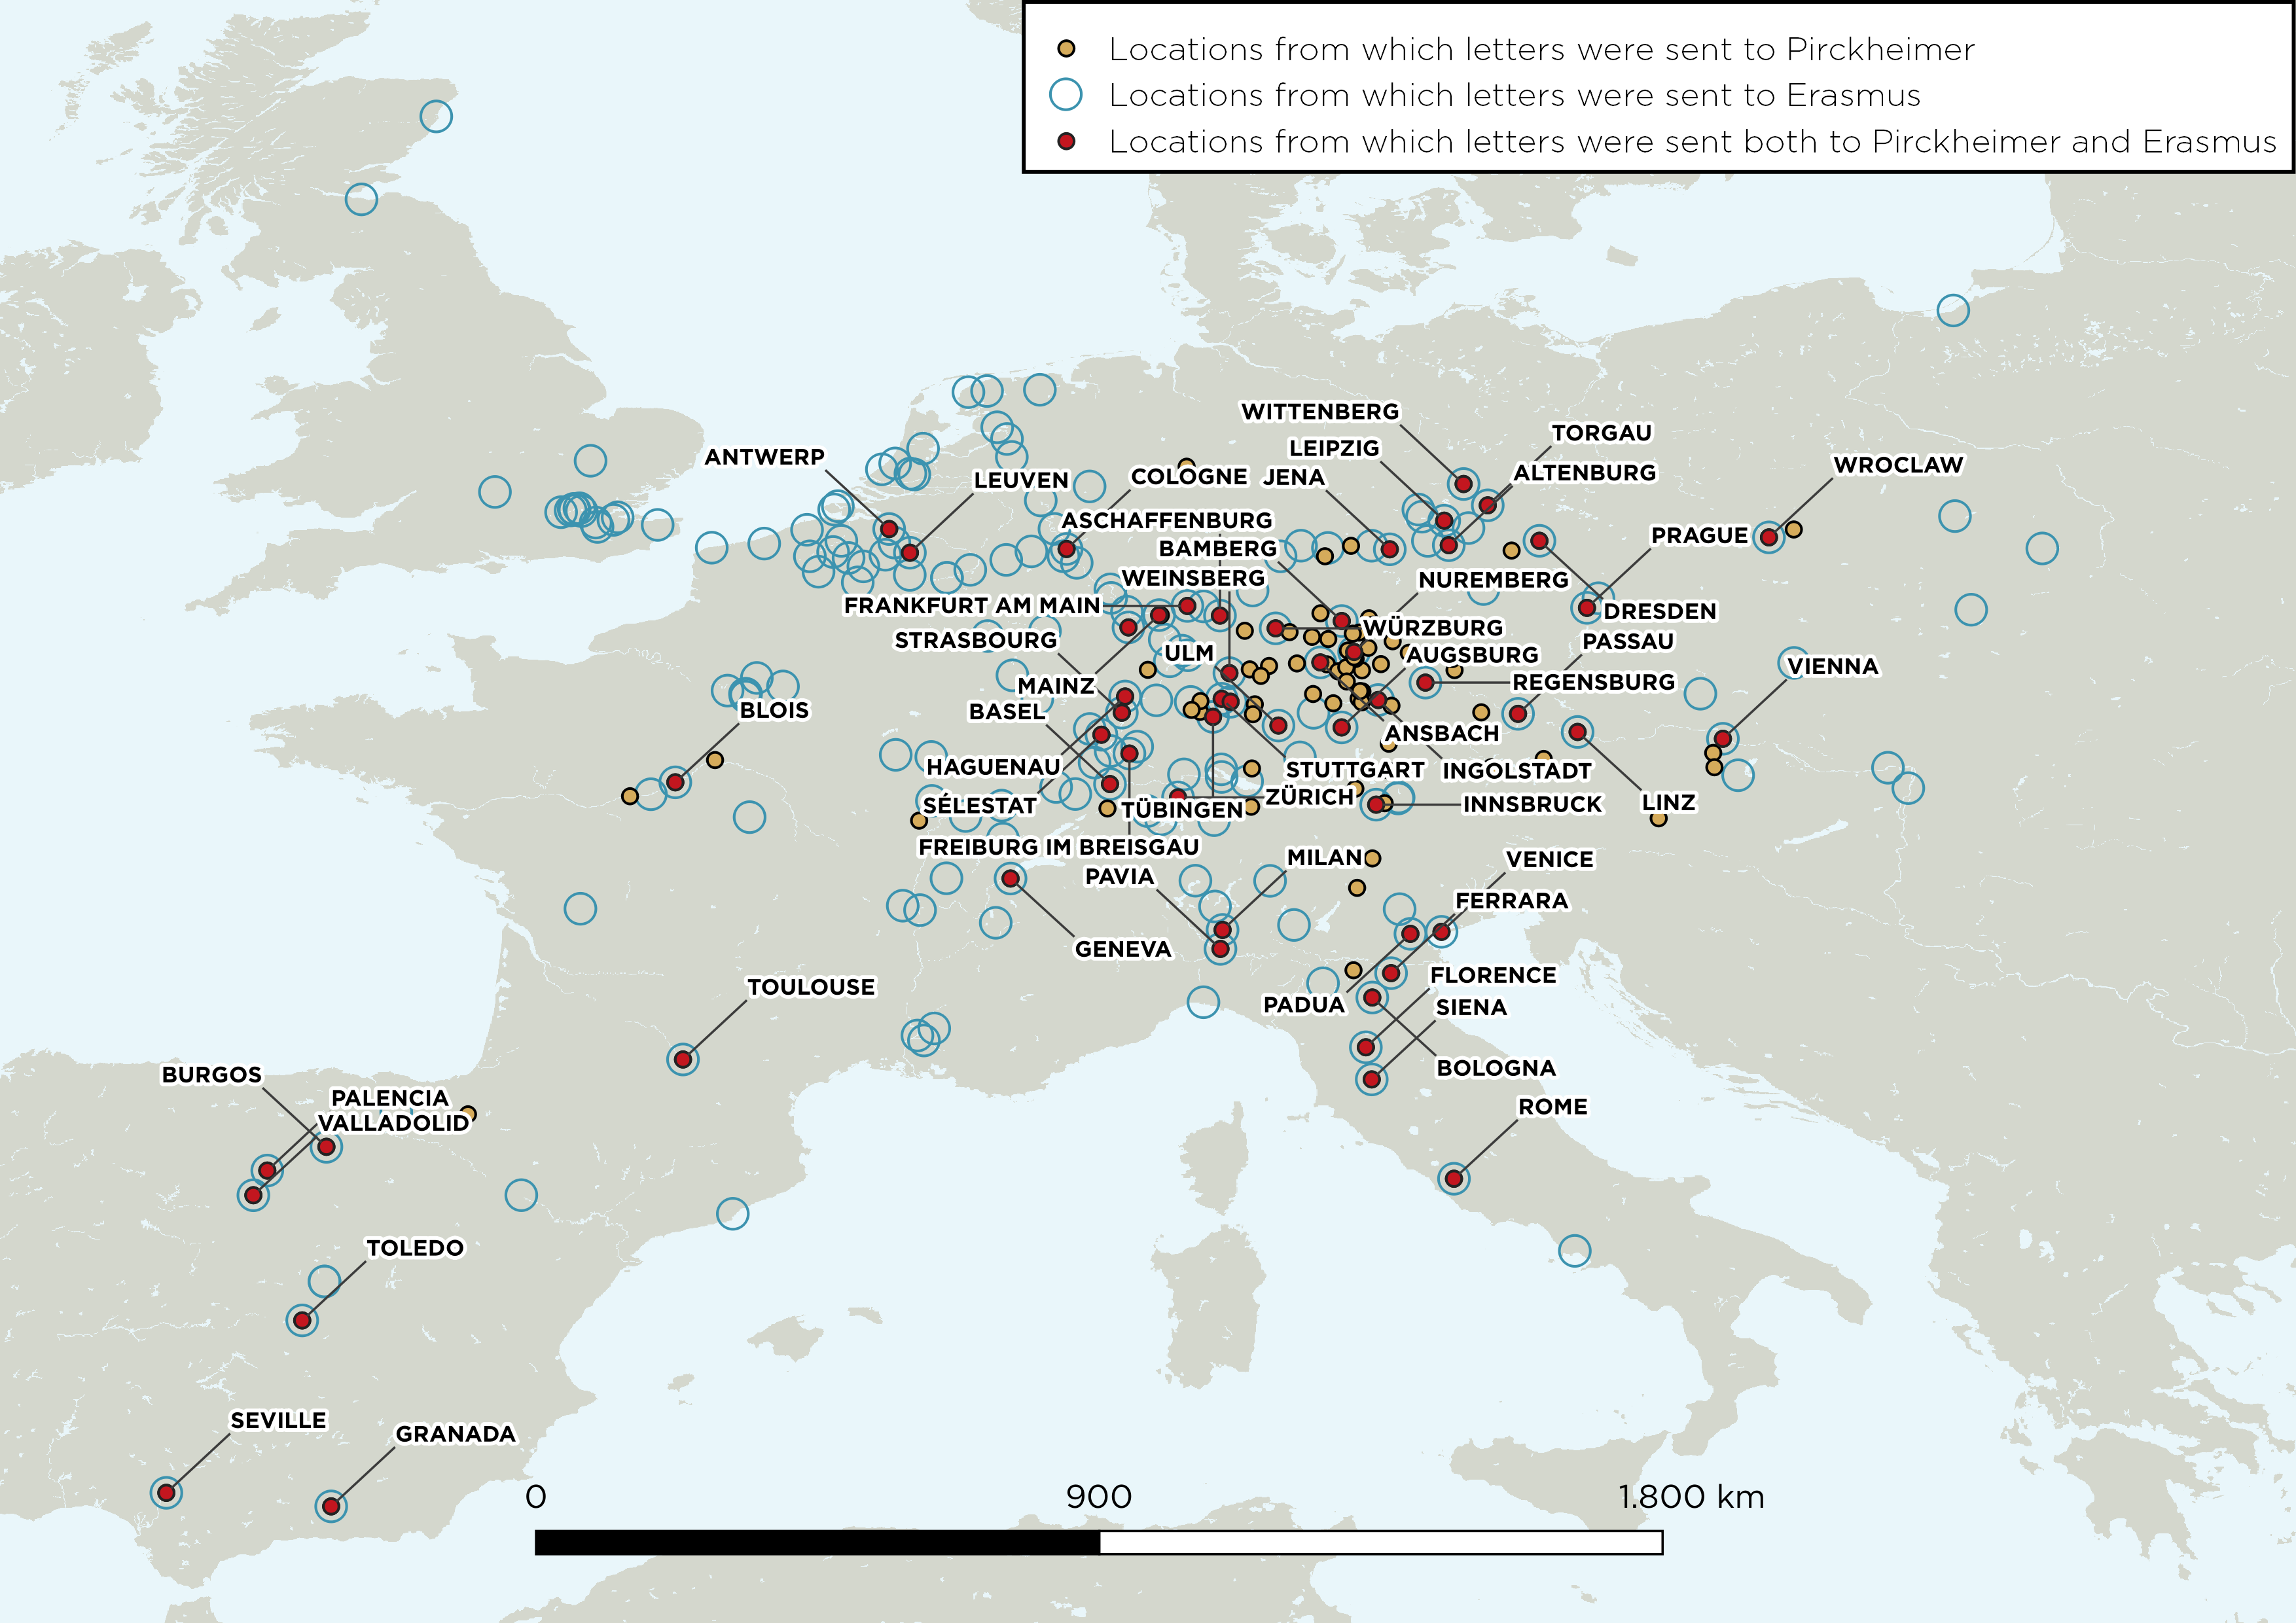 Locations from which letters were sent to Pirckheimer
Locations from which letters were sent to Erasmus
Locations from which letters were sent both to Pirckheimer and Erasmus
WITTENBERG
TORGAU
LEIPZIG
ANTWERP
WROCLAW
ALTENBURG
COLOGNE
JENA
LEUVEN
ASCHAFFENBURG
PRAGUE
BAMBERG
WEINSBERG
NUREMBERG
FRANKFURT AM MAIN
DRESDEN
WÜRZBURG
STRASBOURG
PASSAU
ULM
AUGSBURG
VIENNA
MAINZ
REGENSBURG
BLOIS
BASEL
ANSBACH
HAGUENAU
STUTTGART
INGOLSTADT
ZÜRICH
SÉLESTAT
TÜBINGEN
INNSBRUCK
LINZ
FREIBURG IM BREISGAU
MILAN
VENICE
PAVIA
FERRARA
GENEVA
FLORENCE
TOULOUSE
PADUA
SIENA
BOLOGNA
BURGOS
PALENCIA
ROME
VALLADOLID
TOLEDO
SEVILLE
GRANADA
0 900 1.800 km